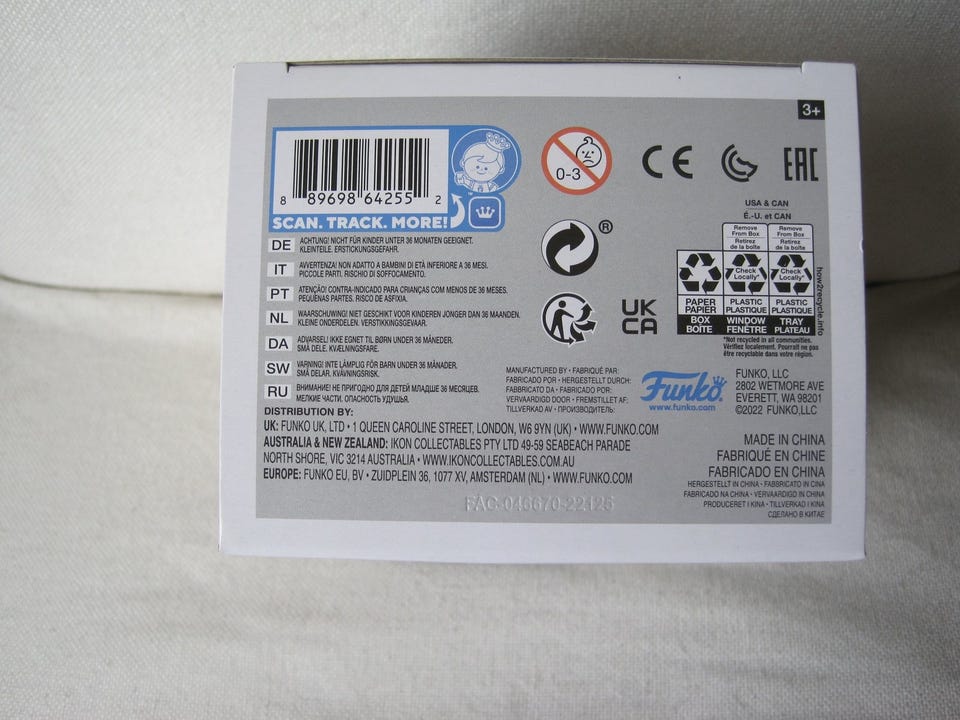 3+
8 89698 64255 2
SCAN. TRACK. MORE!™
0-3
CE
EAC
®
UK
CA
USA & CAN
É.-U. et CAN
Remove From Box
Retirez de la boîte
Remove From Box
Retirez de la boîte
Check Locally*
Check Locally*
PAPER PAPIER
PLASTIC PLASTIQUE
PLASTIC PLASTIQUE
BOX BOÎTE
WINDOW FENÊTRE
TRAY PLATEAU
how2recycle.info
*Not recycled in all communities.
Vérifiez localement. Pourrait ne pas
être recyclable dans votre région.
DE ACHTUNG! NICHT FÜR KINDER UNTER 36 MONATEN GEEIGNET.
KLEINTEILE. ERSTICKUNGSGEFAHR.
IT AVVERTENZA! NON ADATTO A BAMBINI DI ETÀ INFERIORE A 36 MESI.
PICCOLE PARTI. RISCHIO DI SOFFOCAMENTO.
PT ATENÇÃO! CONTRA-INDICADO PARA CRIANÇAS COM MENOS DE 36 MESES.
PEQUENAS PARTES. RISCO DE ASFIXIA.
NL WAARSCHUWING! NIET GESCHIKT VOOR KINDEREN JONGER DAN 36 MAANDEN.
KLEINE ONDERDELEN. VERSTIKKINGSGEVAAR.
DA ADVARSEL! IKKE EGNET TIL BØRN UNDER 36 MÅNEDER.
SMÅ DELE. KVÆLNINGSFARE.
SW VARNING! INTE LÄMPLIG FÖR BARN UNDER 36 MÅNADER.
SMÅ DELAR. KVÄVNINGSRISK.
RU ВНИМАНИЕ! НЕ ПРИГОДНО ДЛЯ ДЕТЕЙ МЛАДШЕ 36 МЕСЯЦЕВ.
МЕЛКИЕ ЧАСТИ. ОПАСНОСТЬ УДУШЬЯ.
MANUFACTURED BY • FABRIQUÉ PAR:
FABRICADO POR • HERGESTELLT DURCH:
FABBRICATO DA • FABRICADO POR:
VERVAARDIGD DOOR • FREMSTILLET AF:
TILLVERKAD AV • ПРОИЗВОДИТЕЛЬ:
Funko®
www.funko.com
FUNKO, LLC
2802 WETMORE AVE
EVERETT, WA 98201
©2022 FUNKO,LLC
DISTRIBUTION BY:
UK: FUNKO UK, LTD • 1 QUEEN CAROLINE STREET, LONDON, W6 9YN (UK) • WWW.FUNKO.COM
AUSTRALIA & NEW ZEALAND: IKON COLLECTABLES PTY LTD 49-59 SEABEACH PARADE
NORTH SHORE, VIC 3214 AUSTRALIA • WWW.IKONCOLLECTABLES.COM.AU
EUROPE: FUNKO EU, BV • ZUIDPLEIN 36, 1077 XV, AMSTERDAM (NL) • WWW.FUNKO.COM
MADE IN CHINA
FABRIQUÉ EN CHINE
FABRICADO EN CHINA
HERGESTELLT IN CHINA • FABBRICATO IN CINA
FABRICADO NA CHINA • VERVAARDIGD IN CHINA
PRODUCERET I KINA • TILLVERKAD I KINA
СДЕЛАНО В КИТАЕ
FAC-046670-22125